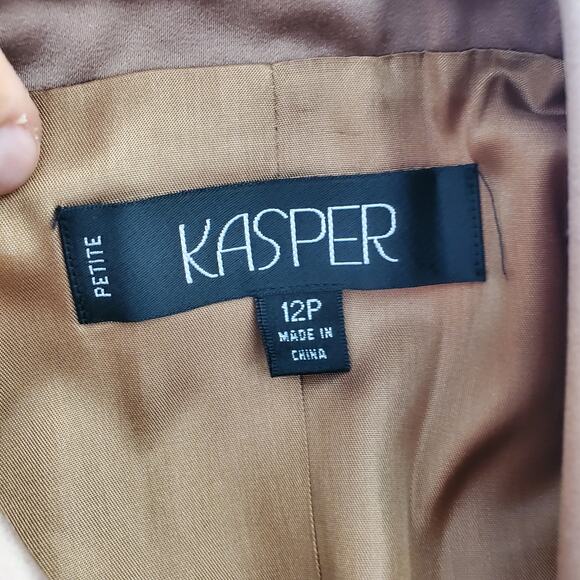 PETITE
KASPER
12P
MADE IN
CHINA